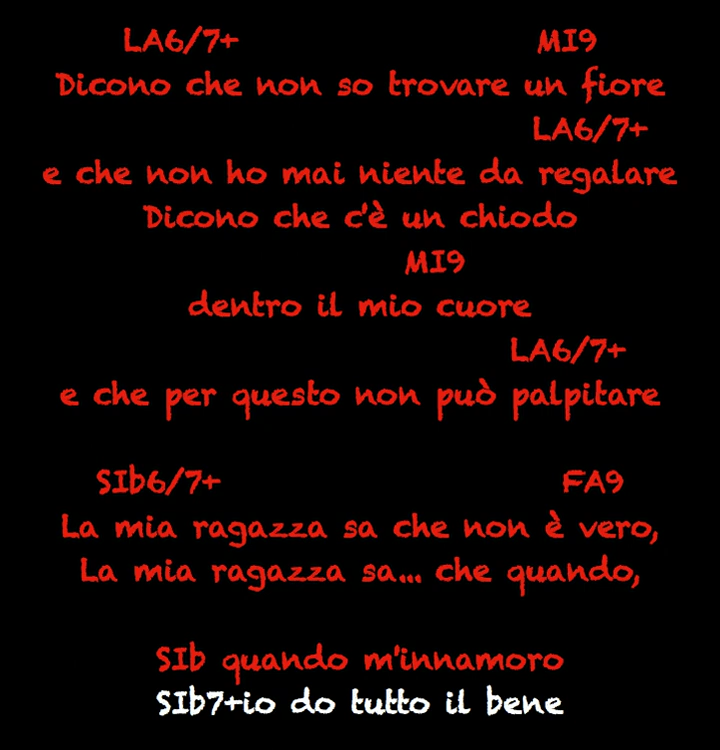 LA6/7+ MI9
Dicono che non so trovare un fiore
LA6/7+
e che non ho mai niente da regalare
Dicono che c'è un chiodo
MI9
dentro il mio cuore
LA6/7+
e che per questo non può palpitare
SIb6/7+ FA9
La mia ragazza sa che non è vero,
La mia ragazza sa... che quando,
SIb quando m'innamoro
SIb7+io do tutto il bene